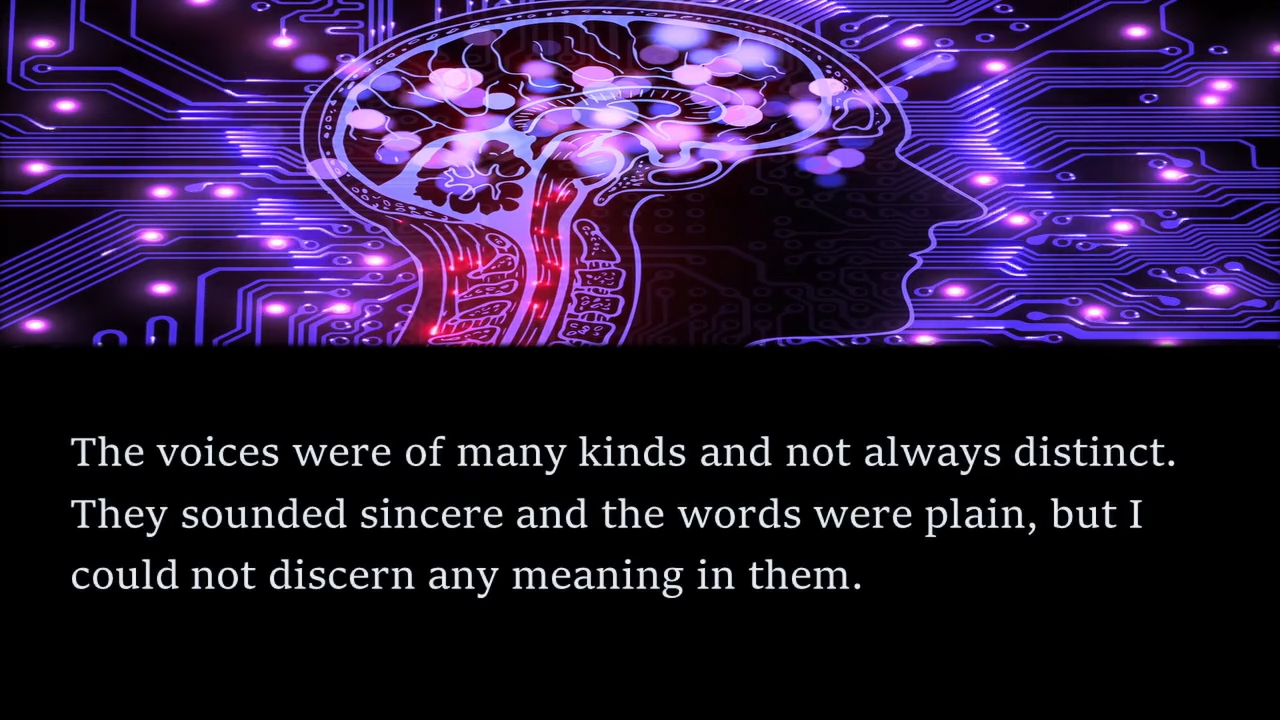 The voices were of many kinds and not always distinct.
They sounded sincere and the words were plain, but I
could not discern any meaning in them.